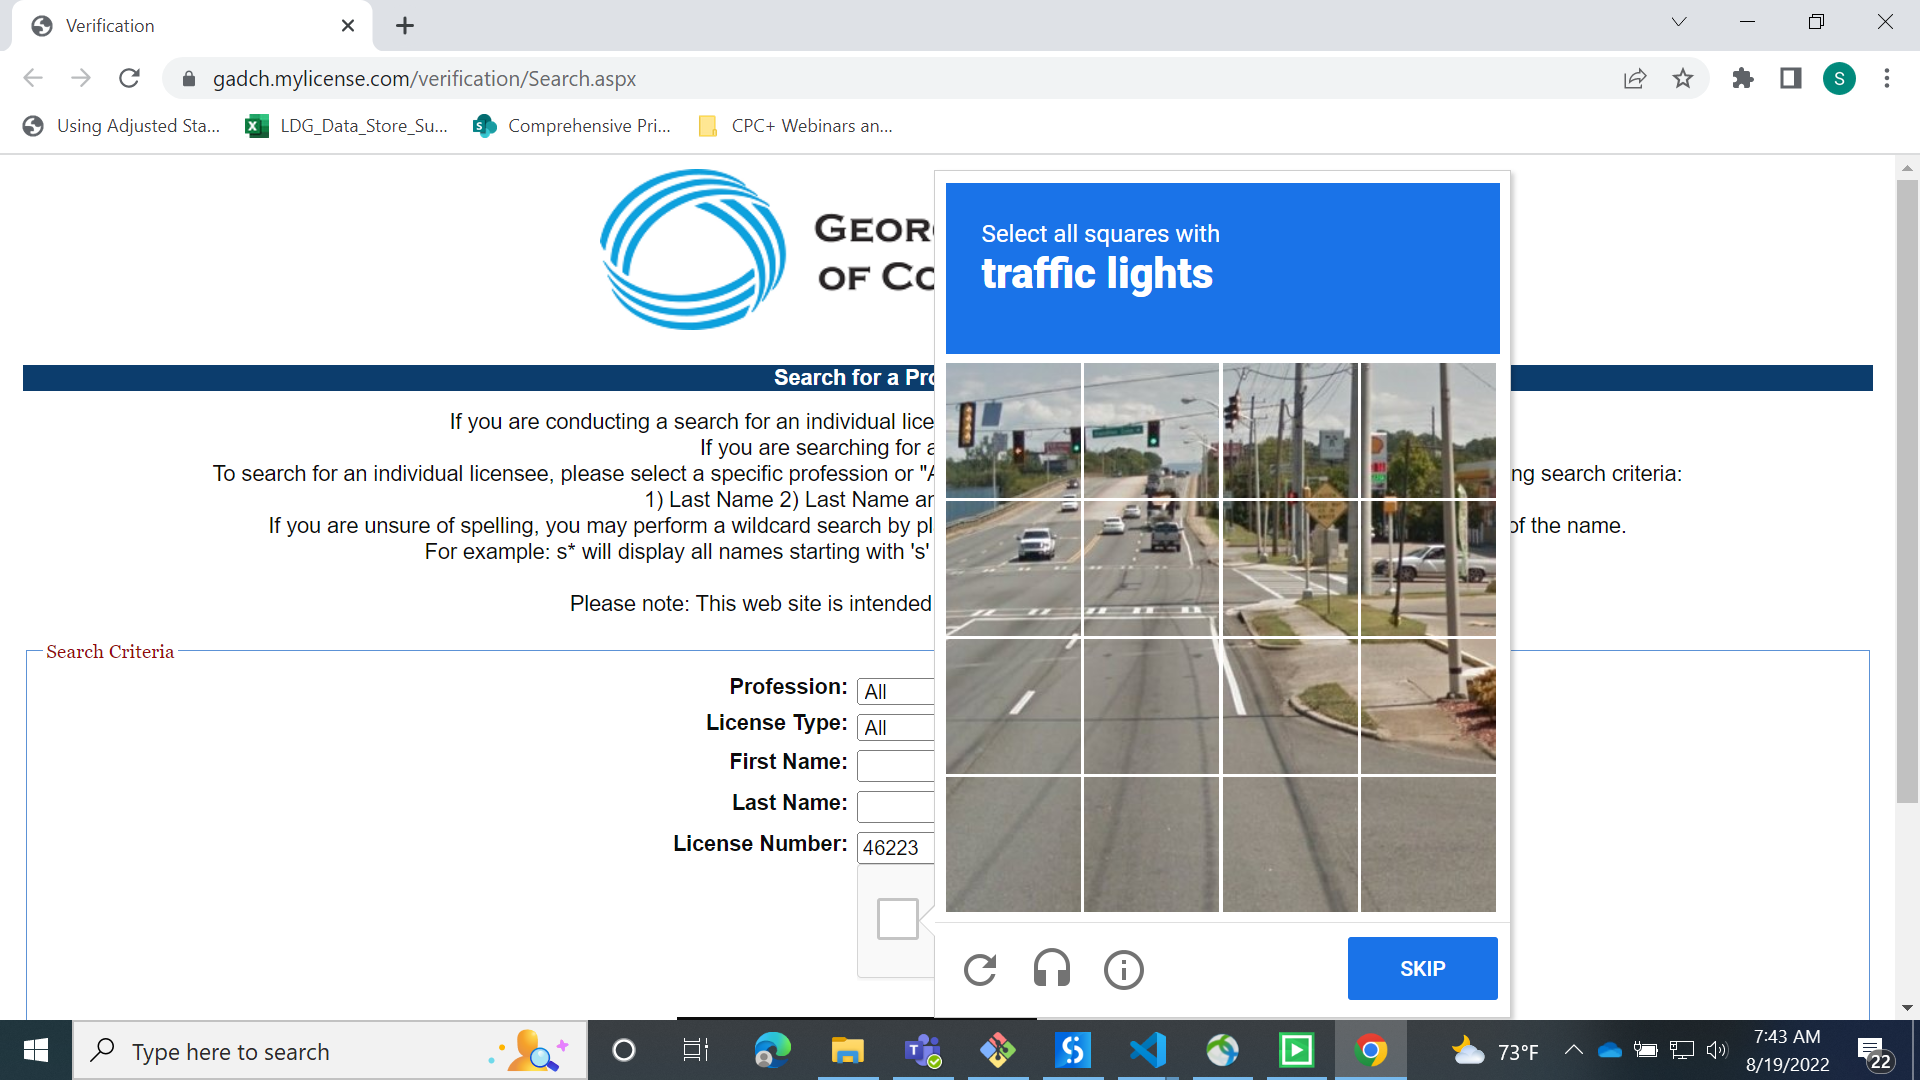 Verification
gadch.mylicense.com/verification/Search.aspx
S
Using Adjusted Sta...
LDG_Data_Store_Su...
Comprehensive Pri...
CPC+ Webinars an...
GEOR
OF CO
Select all squares with
traffic lights
Search for a Pro
If you are conducting a search for an individual lice
If you are searching for a
To search for an individual licensee, please select a specific profession or "A
ng search criteria:
1) Last Name 2) Last Name an
If you are unsure of spelling, you may perform a wildcard search by pl
of the name.
For example: s* will display all names starting with 's'
Please note: This web site is intended
Search Criteria
Profession:
All
License Type:
All
First Name:
Last Name:
License Number:
46223
SKIP
Type here to search
73°F
7:43 AM
8/19/2022
22